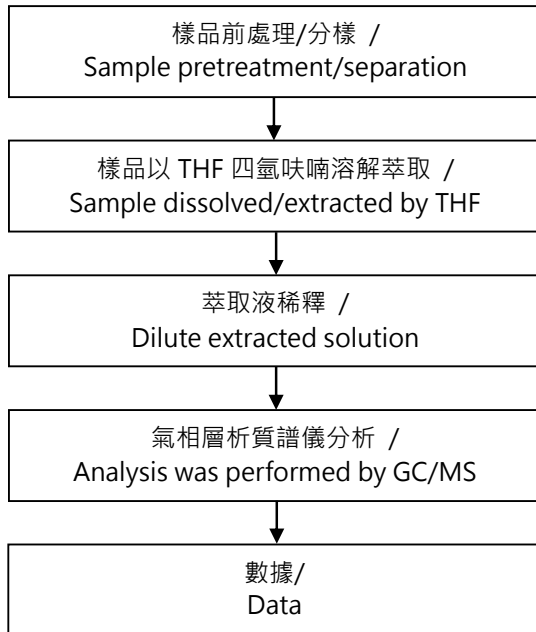 樣品前處理/分樣 /
Sample pretreatment/separation
樣品以 THF 四氫呋喃溶解萃取 /
Sample dissolved/extracted by THF
萃取液稀釋 /
Dilute extracted solution
氣相層析質譜儀分析 /
Analysis was performed by GC/MS
數據/
Data